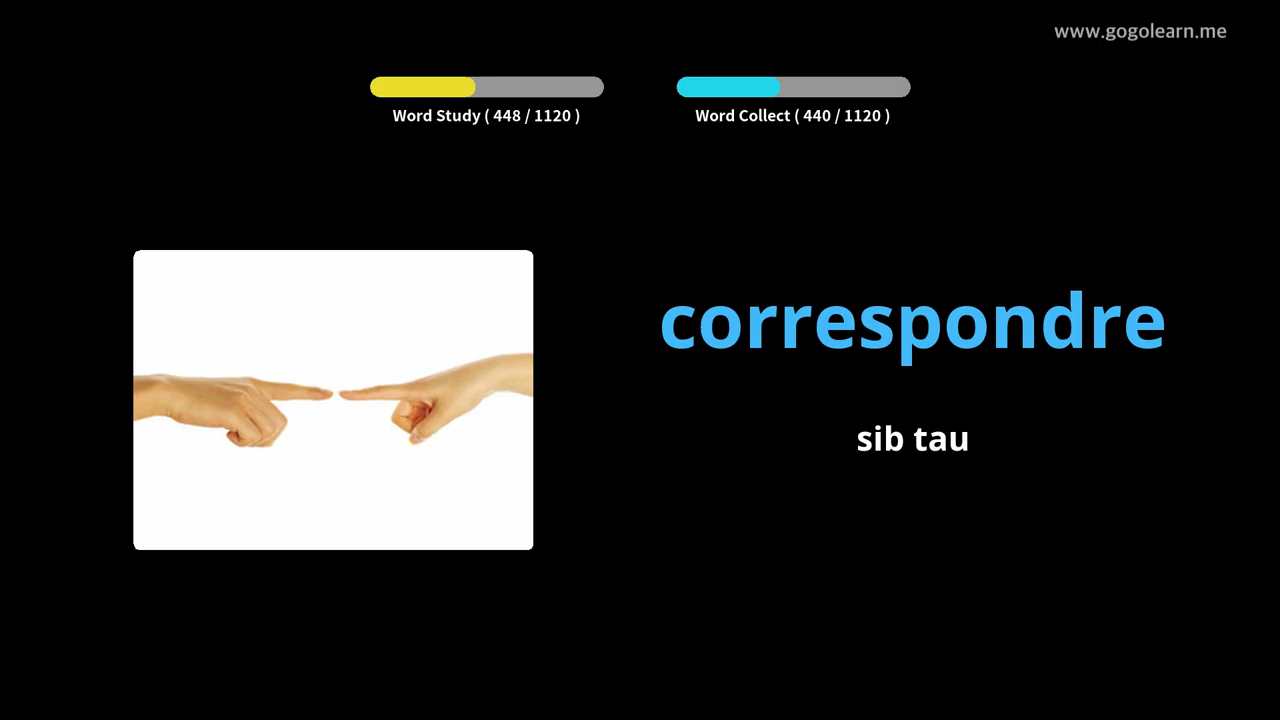 www.gogolearn.me
Word Study ( 448 / 1120 )
Word Collect ( 440 / 1120 )
correspondre
sib tau